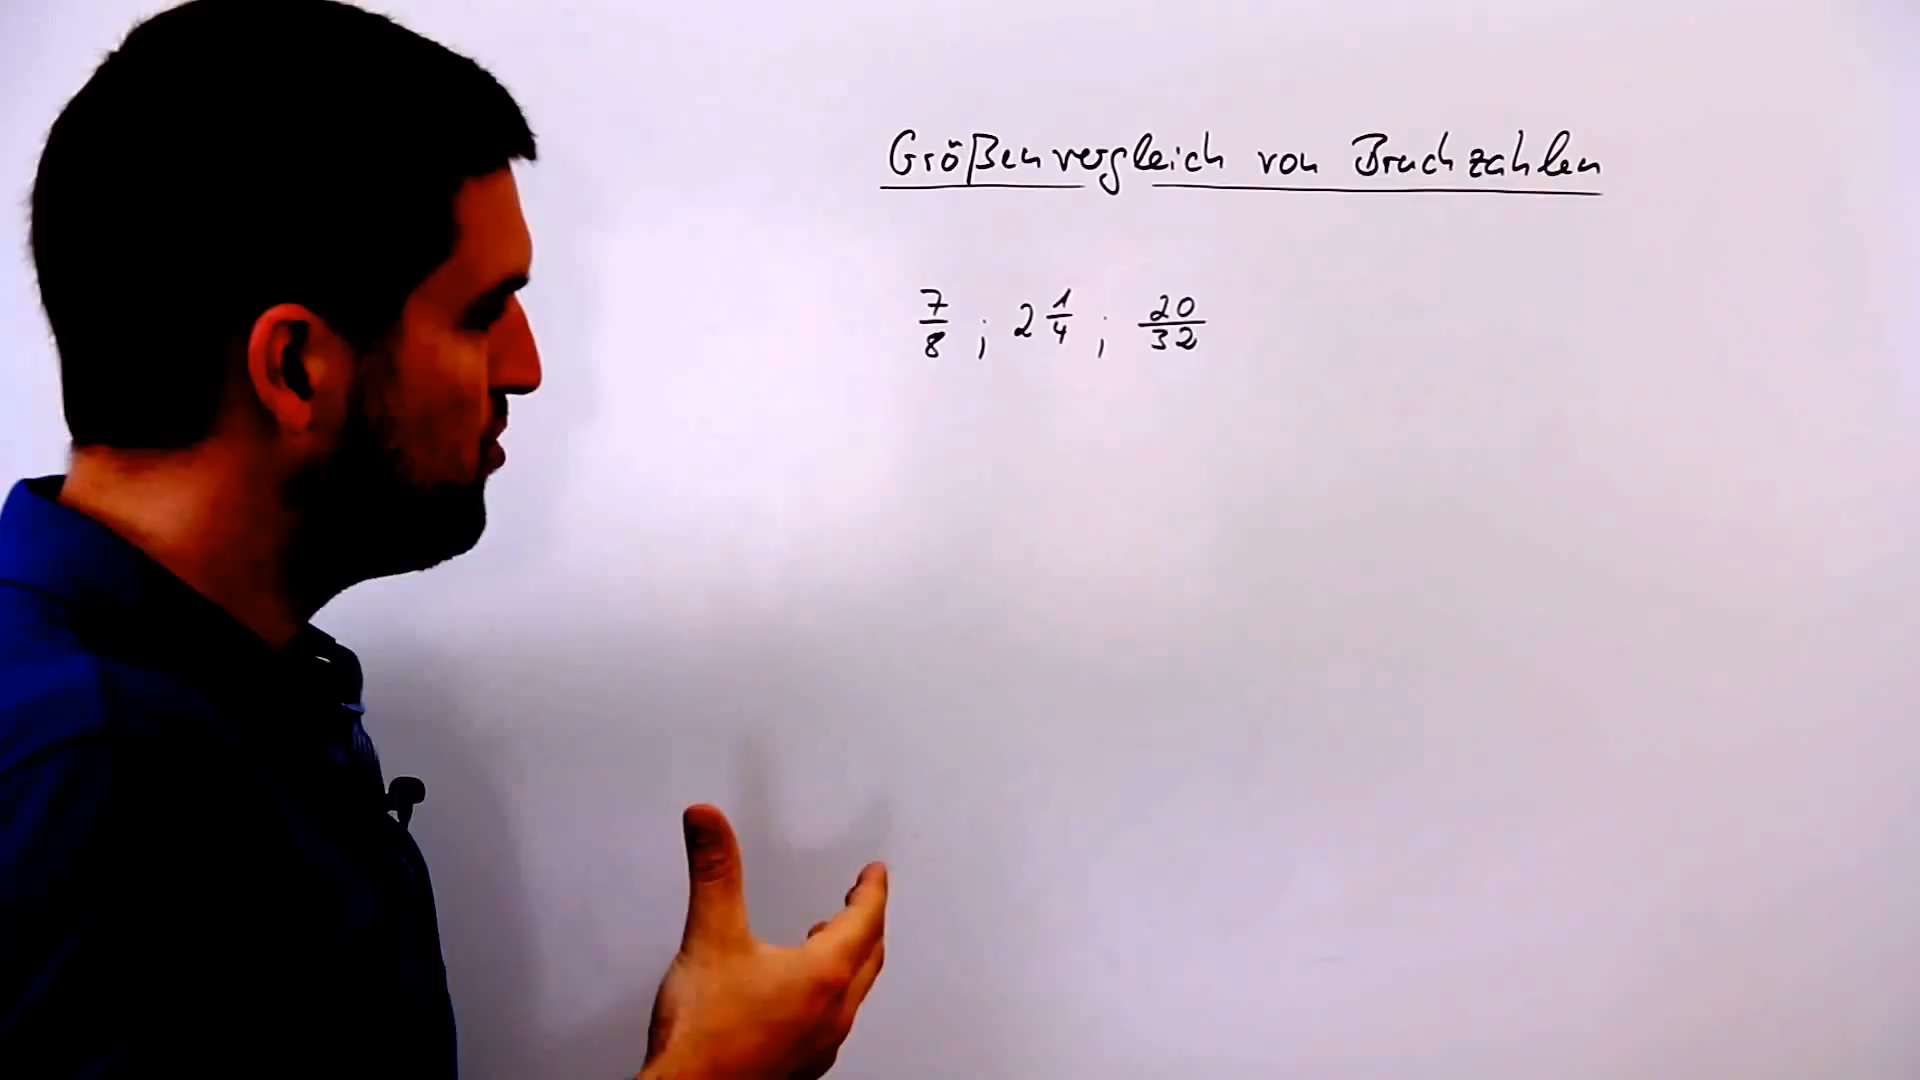 Größenvergleich von Bruchzahlen
7/8 ; 2 1/4 ; 20/32